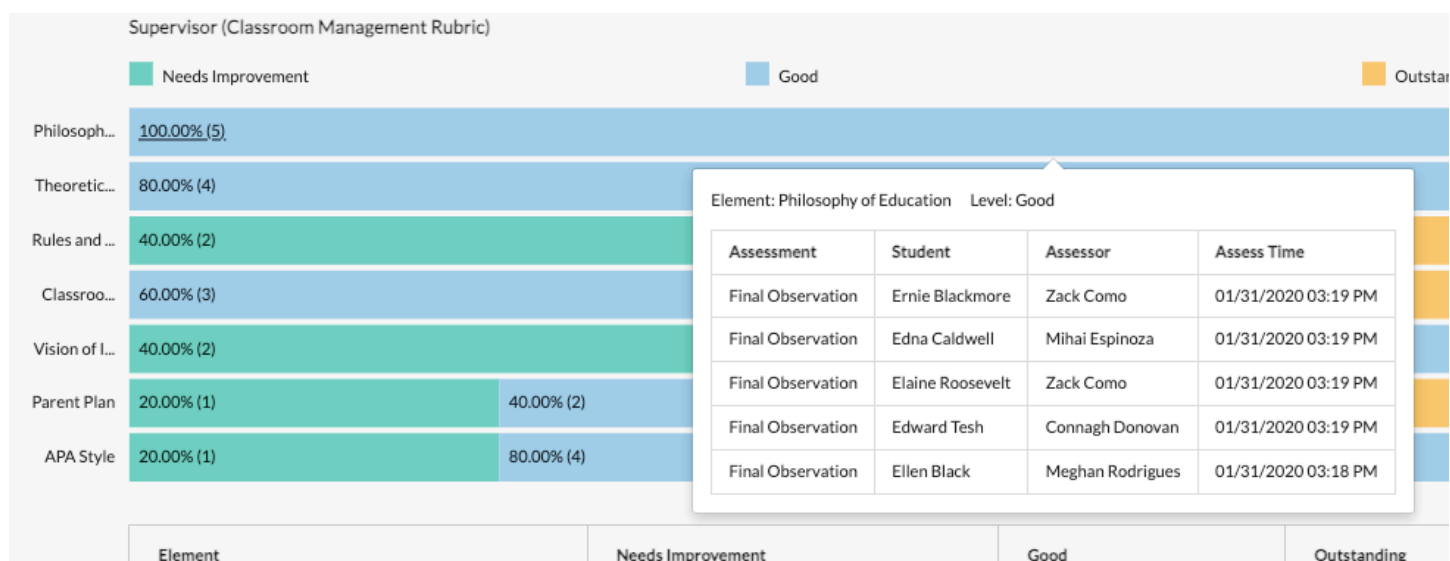 Supervisor (Classroom Management Rubric)
Needs Improvement Good Outstan
Philosoph... 100.00% (5)
Theoretic... 80.00% (4)
Rules and ... 40.00% (2)
Classroo... 60.00% (3)
Vision of I... 40.00% (2)
Parent Plan 20.00% (1) 40.00% (2)
APA Style 20.00% (1) 80.00% (4)
Element: Philosophy of Education Level: Good
Assessment Student Assessor Assess Time
Final Observation Ernie Blackmore Zack Como 01/31/2020 03:19 PM
Final Observation Edna Caldwell Mihai Espinoza 01/31/2020 03:19 PM
Final Observation Elaine Roosevelt Zack Como 01/31/2020 03:19 PM
Final Observation Edward Tesh Connagh Donovan 01/31/2020 03:19 PM
Final Observation Ellen Black Meghan Rodrigues 01/31/2020 03:18 PM
Element Needs Improvement Good Outstanding